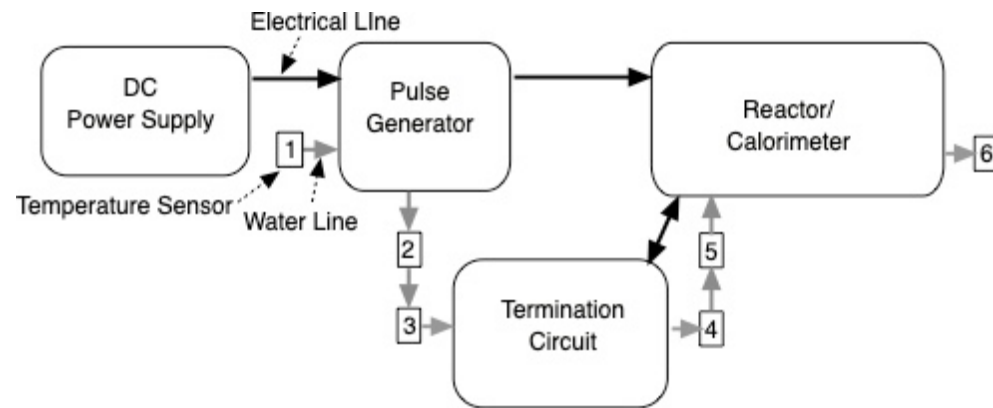 Electrical LIne
DC
Power Supply
Pulse
Generator
Reactor/
Calorimeter
1
6
Temperature Sensor
Water Line
2
5
3
Termination
Circuit
4